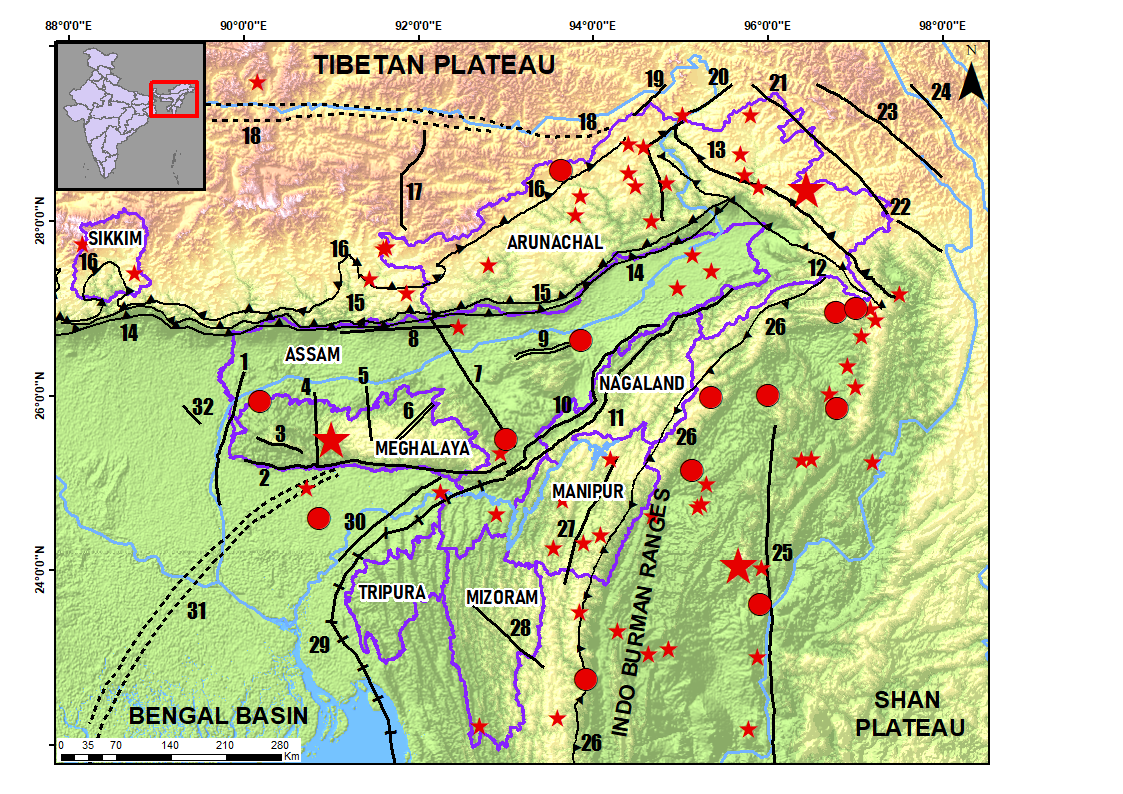 88°0'0"E
90°0'0"E
92°0'0"E
94°0'0"E
96°0'0"E
98°0'0"E
TIBETAN PLATEAU
N
19
20
21
24
23
18
18
13
17
16
22
28°0'0"N
SIKKIM
16
16
ARUNACHAL
14
12
15
15
14
26
8
9
ASSAM
1
5
4
7
NAGALAND
26°0'0"N
32
6
10
11
3
MEGHALAYA
26
2
MANIPUR
30
27
25
24°0'0"N
TRIPURA
MIZORAM
31
28
29
INDO BURMAN RANGES
BENGAL BASIN
SHAN
PLATEAU
26
0 35 70 140 210 280
Km